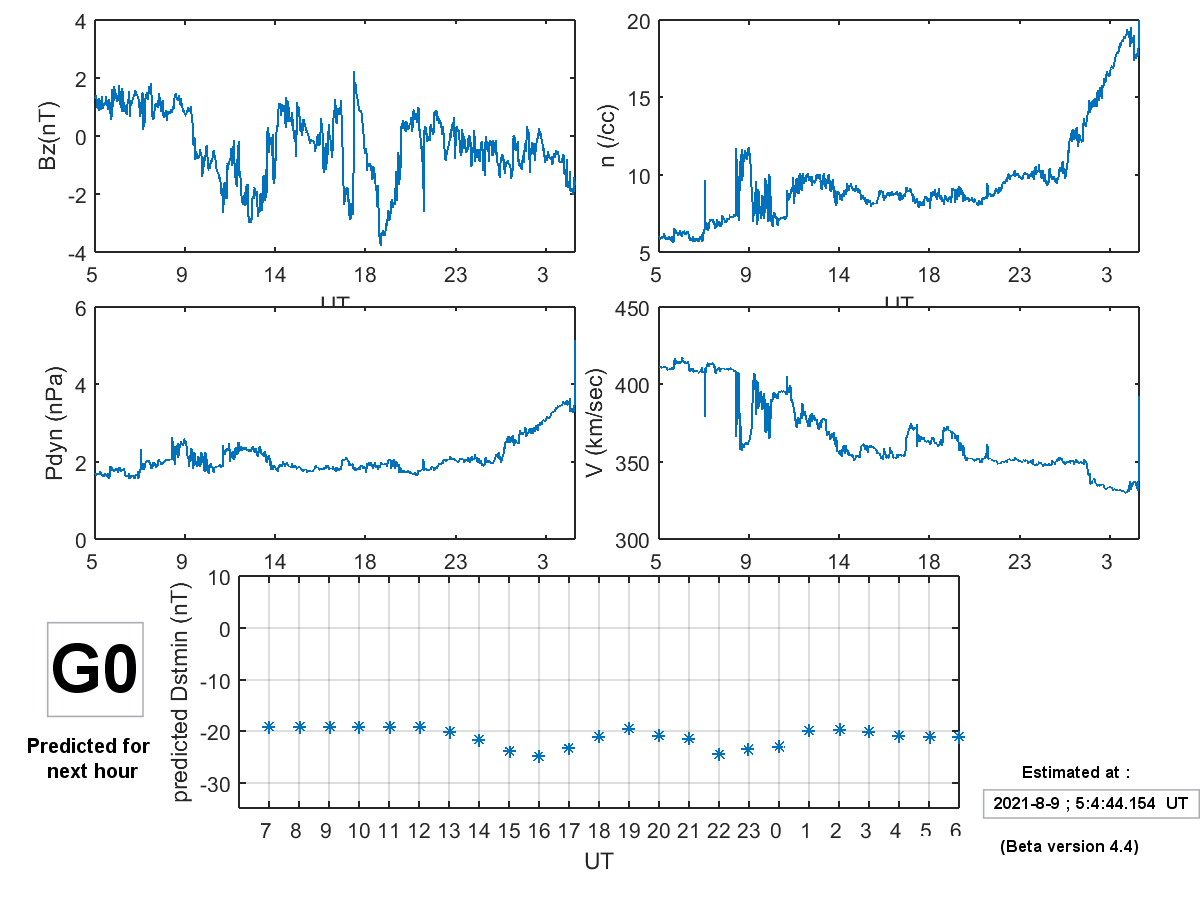 4
2
0
-2
-4
Bz(nT)
5 9 14 18 23 3
UT
20
15
10
5
n (/cc)
5 9 14 18 23 3
UT
6
4
2
0
Pdyn (nPa)
5 9 14 18 23 3
450
400
350
300
V (km/sec)
5 9 14 18 23 3
G0
Predicted for
next hour
10
0
-10
-20
-30
predicted Dstmin (nT)
7 8 9 10 11 12 13 14 15 16 17 18 19 20 21 22 23 0 1 2 3 4 5 6
UT
Estimated at :
2021-8-9 ; 5:4:44.154 UT
(Beta version 4.4)